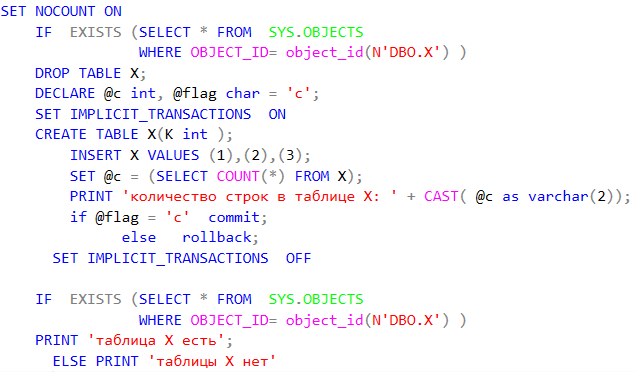 SET NOCOUNT ON
IF EXISTS (SELECT * FROM SYS.OBJECTS
WHERE OBJECT_ID= object_id(N'DBO.X') )
DROP TABLE X;
DECLARE @c int, @flag char = 'c';
SET IMPLICIT_TRANSACTIONS ON
CREATE TABLE X(K int );
INSERT X VALUES (1),(2),(3);
SET @c = (SELECT COUNT(*) FROM X);
PRINT 'количество строк в таблице X: ' + CAST( @c as varchar(2));
if @flag = 'c' commit;
else rollback;
SET IMPLICIT_TRANSACTIONS OFF
IF EXISTS (SELECT * FROM SYS.OBJECTS
WHERE OBJECT_ID= object_id(N'DBO.X') )
PRINT 'таблица X есть';
ELSE PRINT 'таблицы X нет'